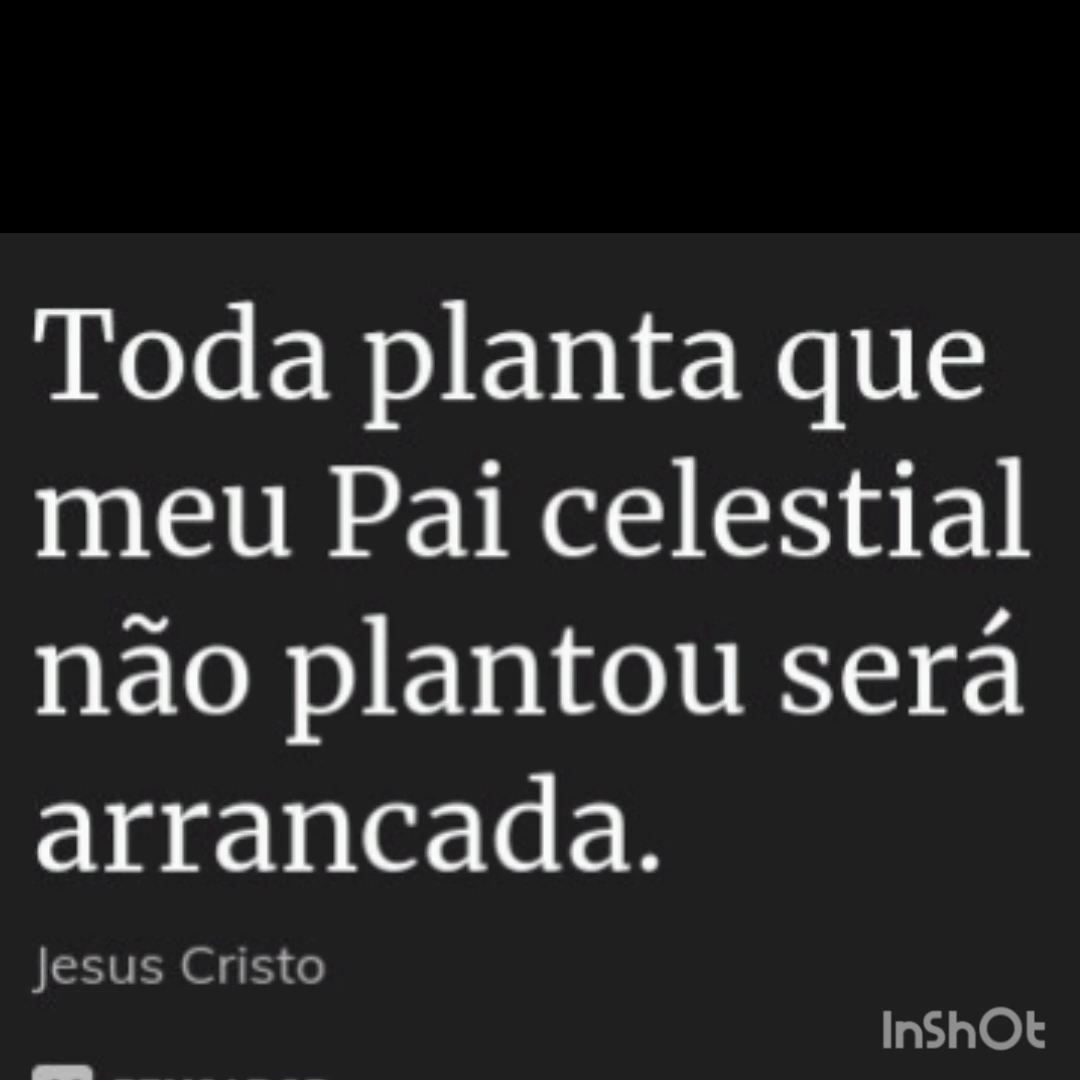 Toda planta que
meu Pai celestial
não plantou será
arrancada.
Jesus Cristo
InShOt